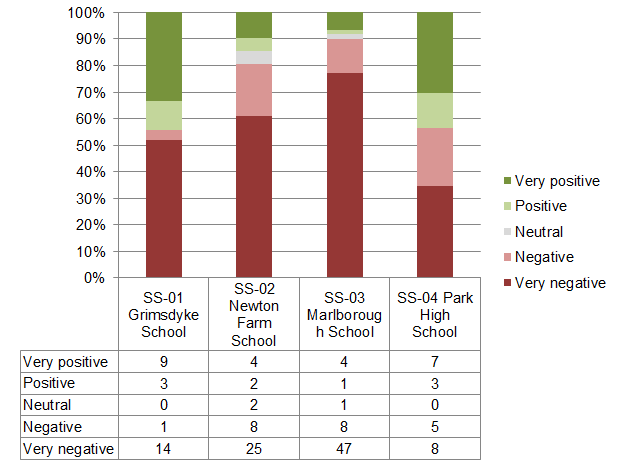 100%
90%
80%
70%
60%
50%
40%
30%
20%
10%
0%
Very positive
Positive
Neutral
Negative
Very negative
SS-01 Grimsdyke School
SS-02 Newton Farm School
SS-03 Marlboroug h School
SS-04 Park High School
Very positive 9 4 4 7
Positive 3 2 1 3
Neutral 0 2 1 0
Negative 1 8 8 5
Very negative 14 25 47 8